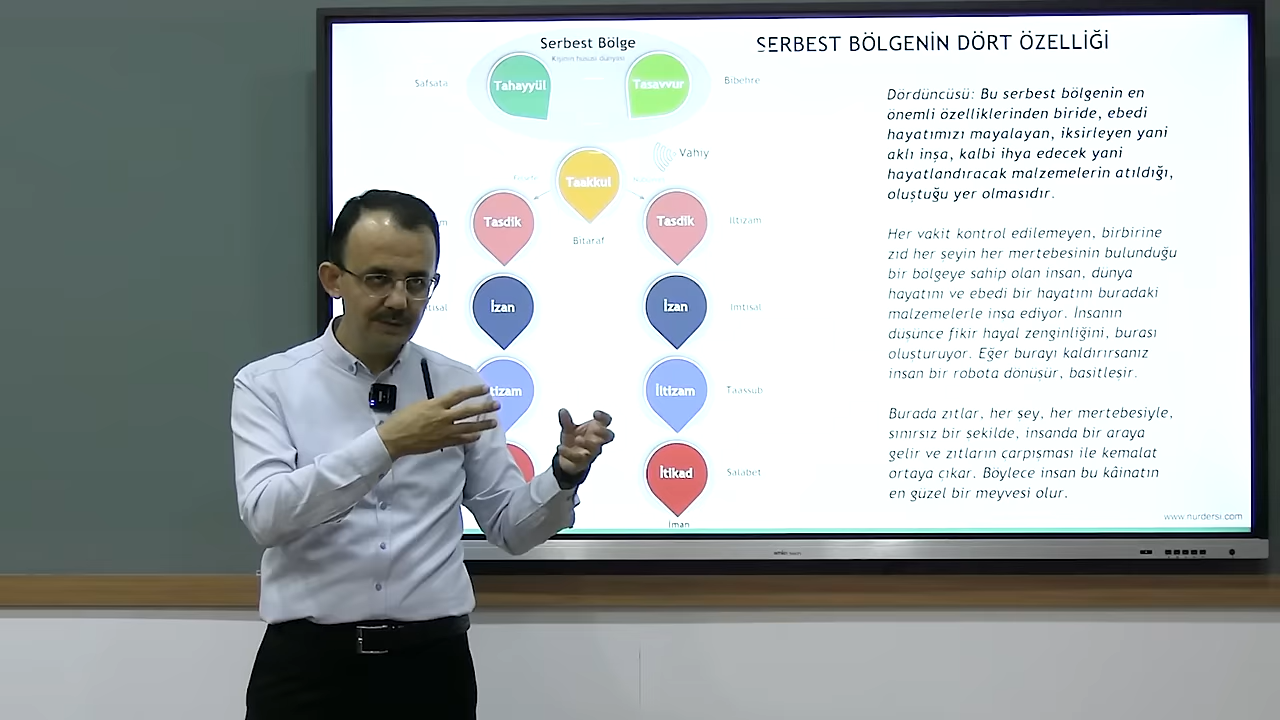 Serbest Bölge
Kişinin hususi dünyası
Safsata
Tahayyül
Tasavvur
Bibehre
Vahiy
Taakkul
Tasdik
Tasdik
İltizam
Bitaraf
İzan
İzan
İmtisal
İltizam
Taassub
İtikad
Salabet
İman
SERBEST BÖLGENİN DÖRT ÖZELLİĞİ
Dördüncüsü: Bu serbest bölgenin en
önemli özelliklerinden biride, ebedi
hayatımızı mayalayan, iksirleyen yani
aklı inşa, kalbi ihya edecek yani
hayatlandıracak malzemelerin atıldığı,
oluştuğu yer olmasıdır.
Her vakit kontrol edilemeyen, birbirine
zıd her şeyin her mertebesinin bulunduğu
bir bölgeye sahip olan insan, dünya
hayatını ve ebedi bir hayatını buradaki
malzemelerle inşa ediyor. İnsanın
düşünce fikir hayal zenginliğini, burası
oluşturuyor. Eğer burayı kaldırırsanız
insan bir robota dönüşür, basitleşir.
Burada zıtlar, her şey, her mertebesiyle,
sınırsız bir şekilde, insanda bir araya
gelir ve zıtların çarpışması ile kemalat
ortaya çıkar. Böylece insan bu kâinatın
en güzel bir meyvesi olur.
www.nurdersi.com